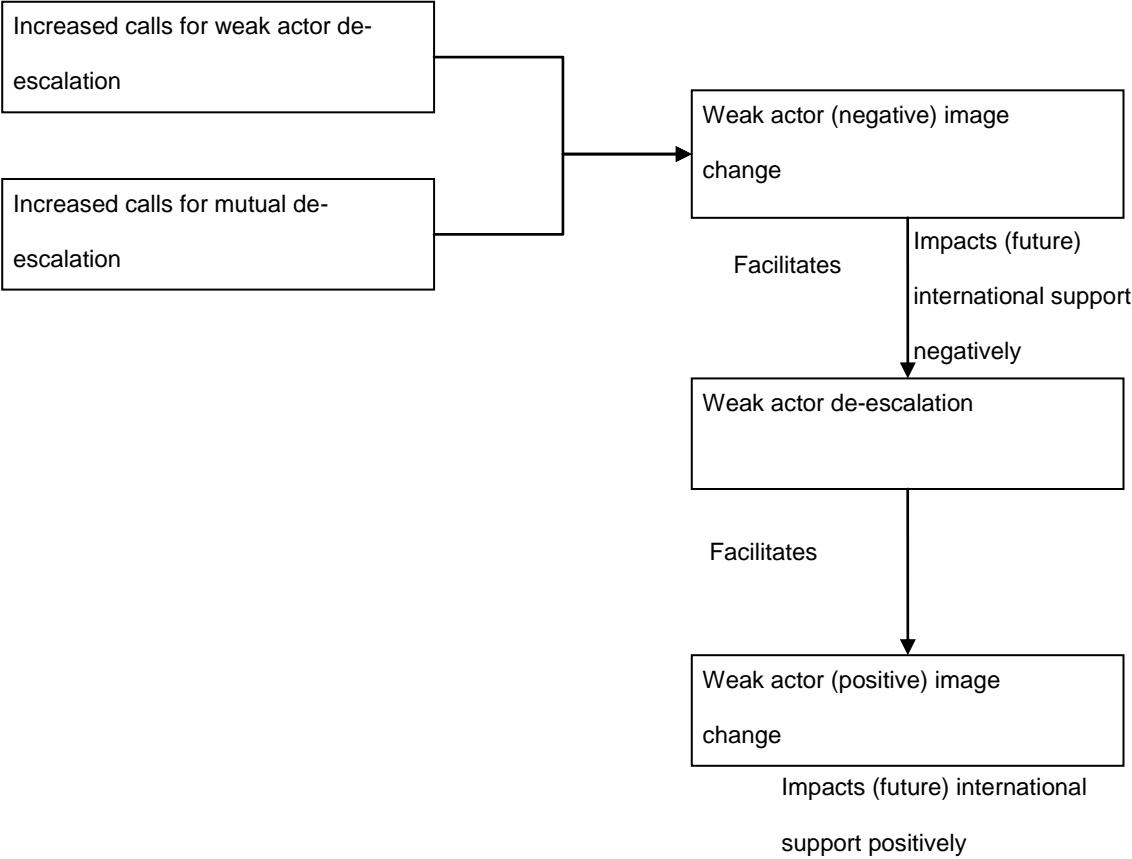 Increased calls for weak actor de-
escalation
Increased calls for mutual de-
escalation
Weak actor (negative) image
change
Facilitates
Impacts (future)
international support
negatively
Weak actor de-escalation
Facilitates
Weak actor (positive) image
change
Impacts (future) international
support positively